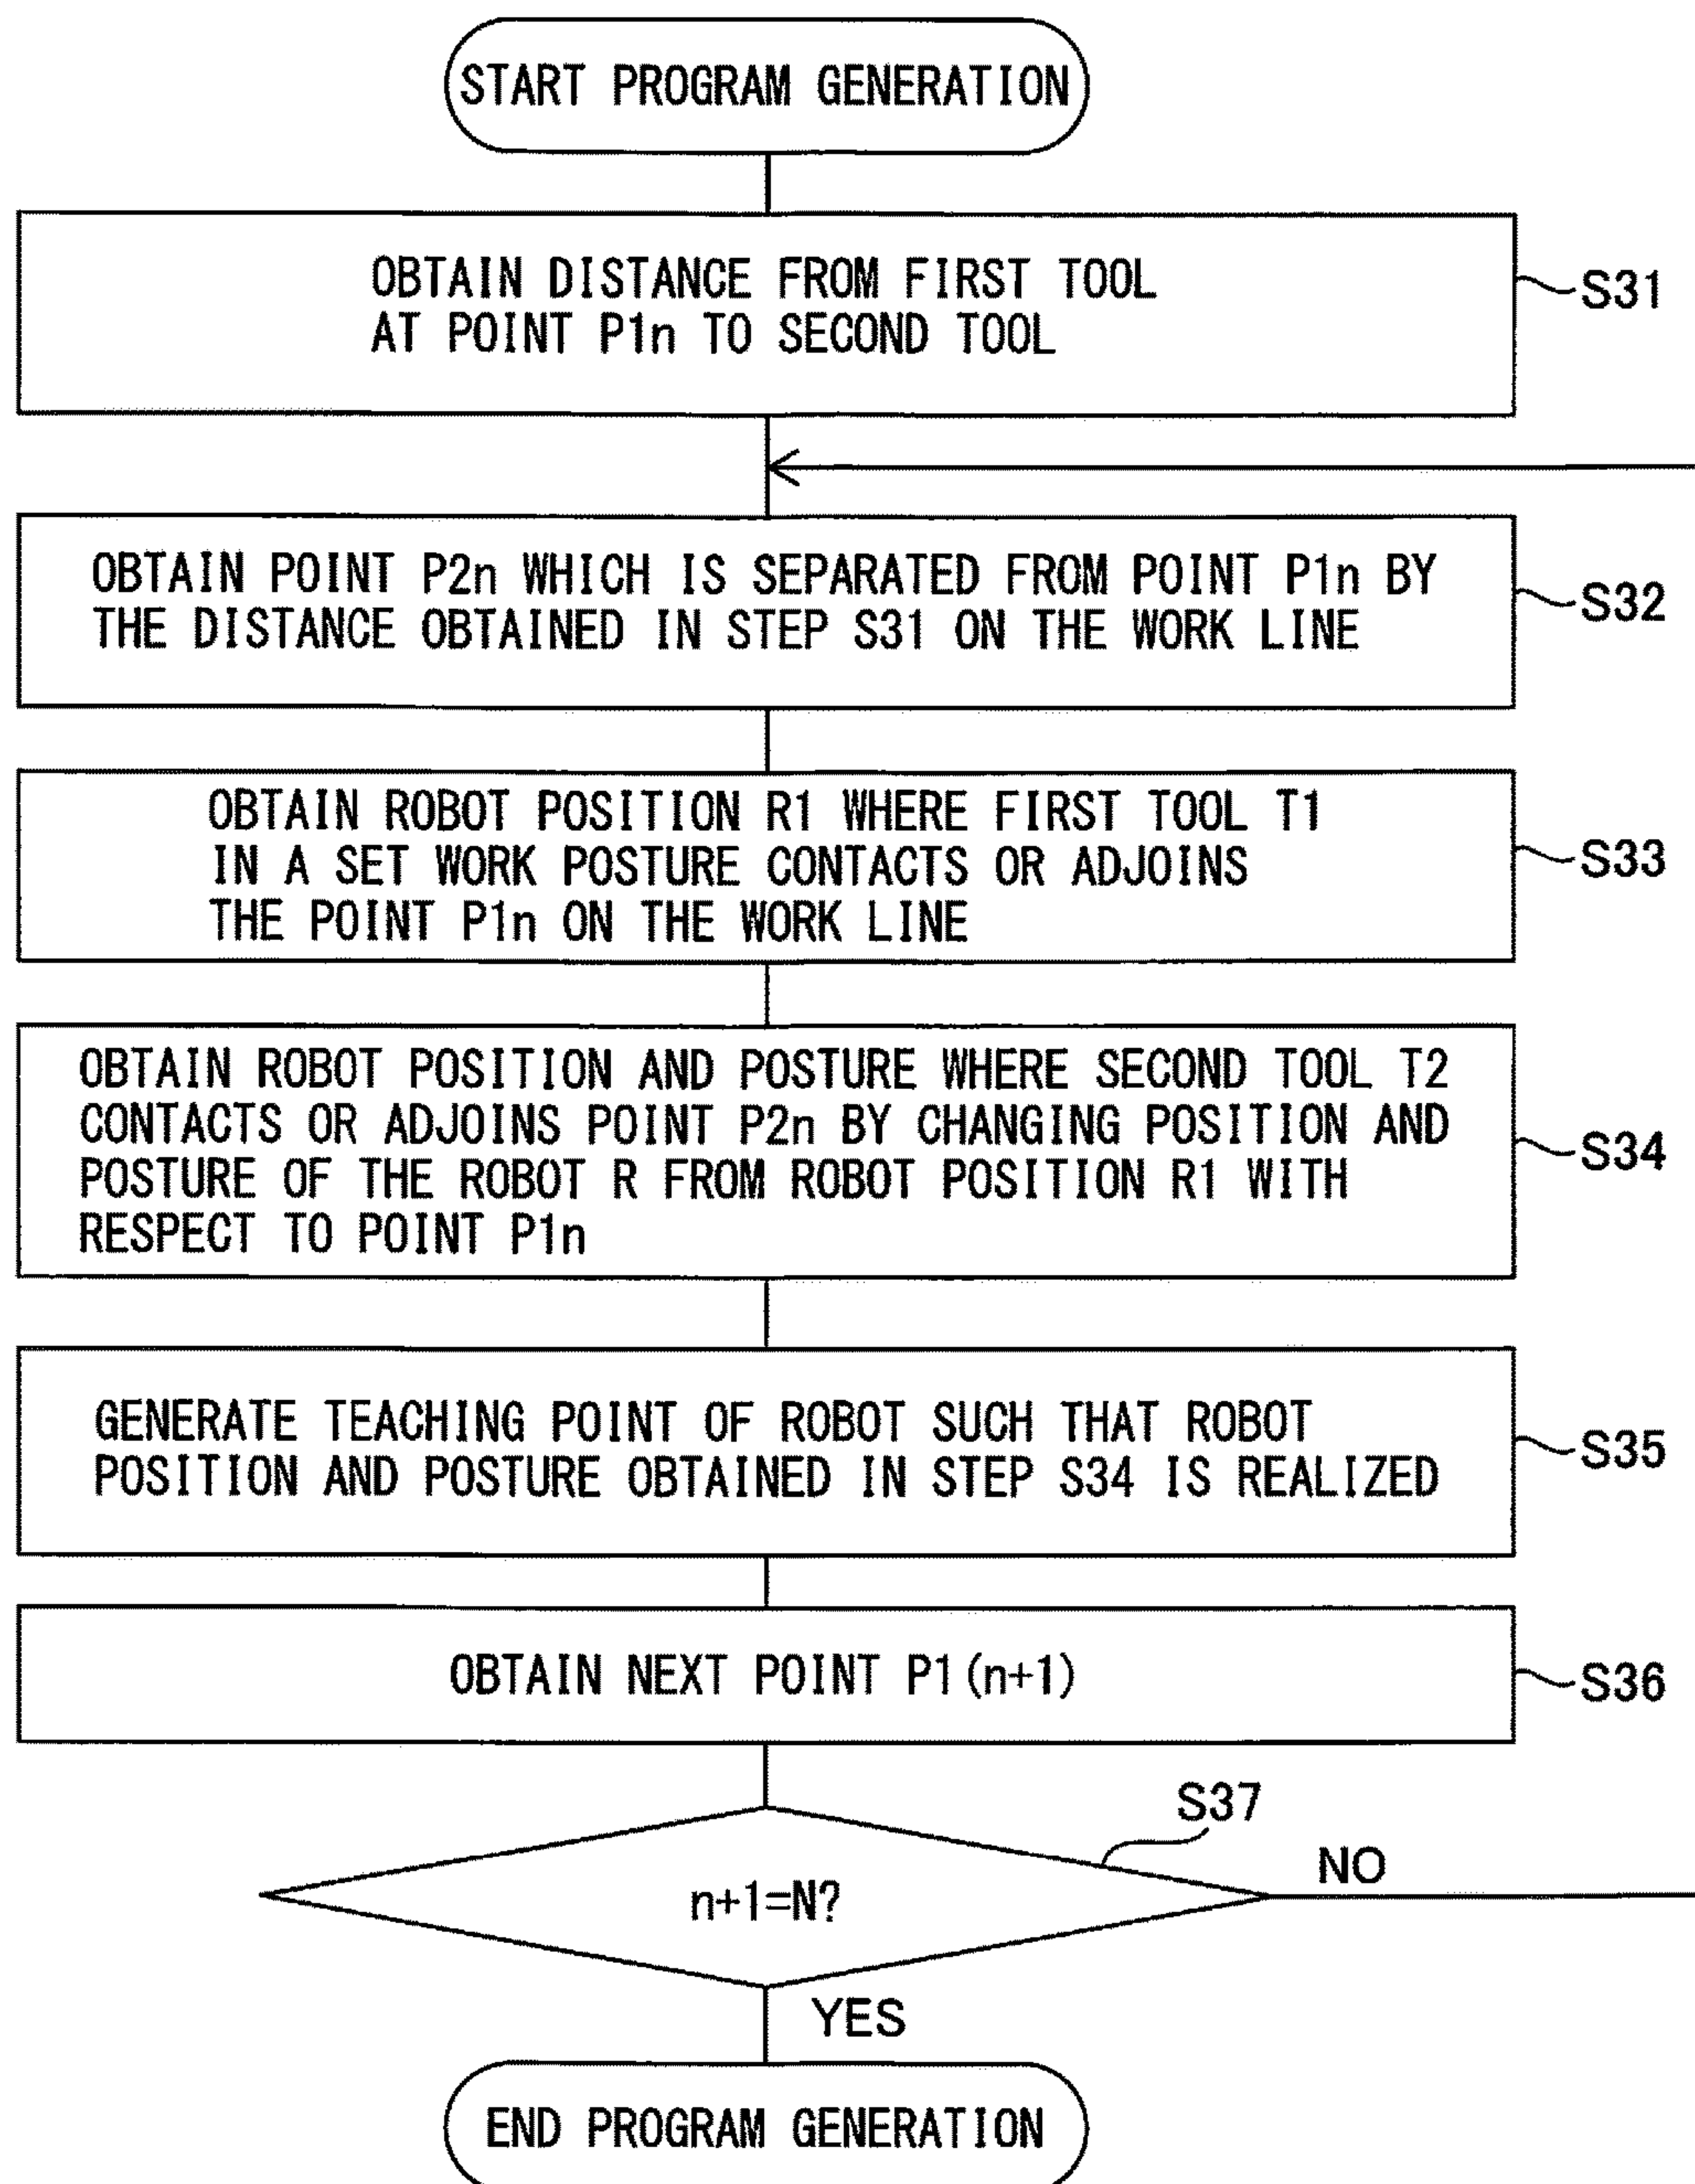 START PROGRAM GENERATION
OBTAIN DISTANCE FROM FIRST TOOL
AT POINT P1n TO SECOND TOOL
S31
OBTAIN POINT P2n WHICH IS SEPARATED FROM POINT P1n BY
THE DISTANCE OBTAINED IN STEP S31 ON THE WORK LINE
S32
OBTAIN ROBOT POSITION R1 WHERE FIRST TOOL T1
IN A SET WORK POSTURE CONTACTS OR ADJOINS
THE POINT P1n ON THE WORK LINE
S33
OBTAIN ROBOT POSITION AND POSTURE WHERE SECOND TOOL T2
CONTACTS OR ADJOINS POINT P2n BY CHANGING POSITION AND
POSTURE OF THE ROBOT R FROM ROBOT POSITION R1 WITH
RESPECT TO POINT P1n
S34
GENERATE TEACHING POINT OF ROBOT SUCH THAT ROBOT
POSITION AND POSTURE OBTAINED IN STEP S34 IS REALIZED
S35
OBTAIN NEXT POINT P1(n+1)
S36
S37
n+1=N?
NO
YES
END PROGRAM GENERATION